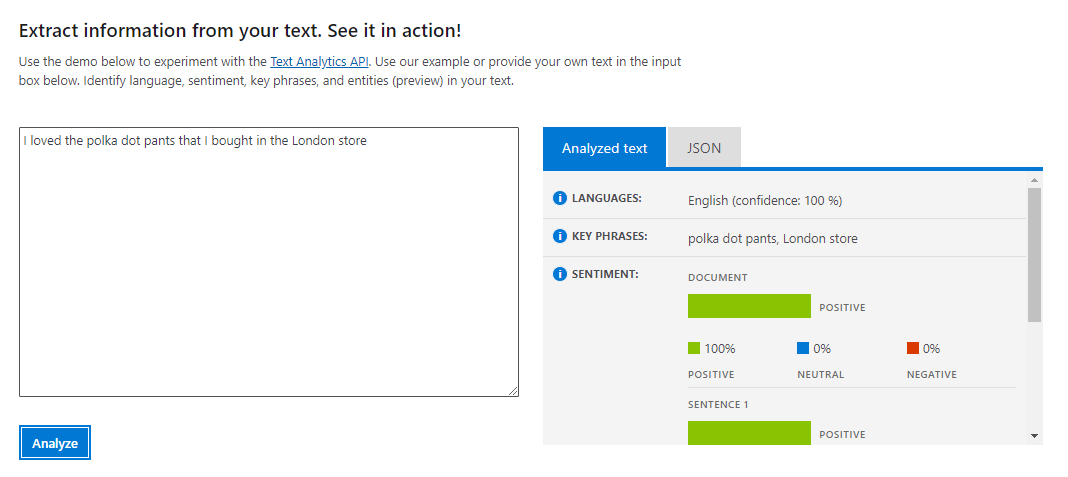 Extract information from your text. See it in action!
Use the demo below to experiment with the Text Analytics API. Use our example or provide your own text in the input
box below. Identify language, sentiment, key phrases, and entities (preview) in your text.
I loved the polka dot pants that I bought in the London store
Analyze
Analyzed text JSON
LANGUAGES: English (confidence: 100 %)
KEY PHRASES: polka dot pants, London store
SENTIMENT: DOCUMENT
POSITIVE
100% 0% 0%
POSITIVE NEUTRAL NEGATIVE
SENTENCE 1
POSITIVE